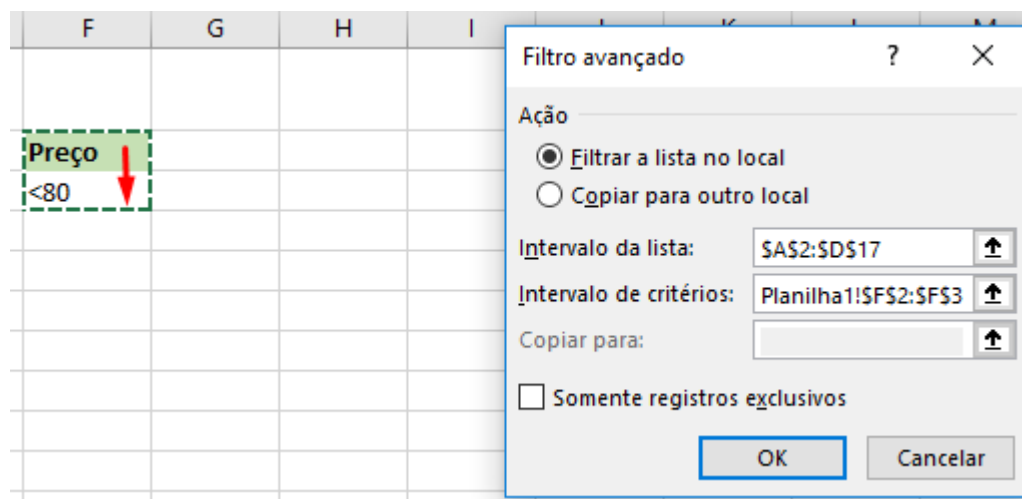 F G H I
Filtro avançado ? ×
Ação
Preço
Filtrar a lista no local
<80
Copiar para outro local
Intervalo da lista: $A$2:$D$17
Intervalo de critérios: Planilha1!$F$2:$F$3
Copiar para:
Somente registros exclusivos
OK Cancelar